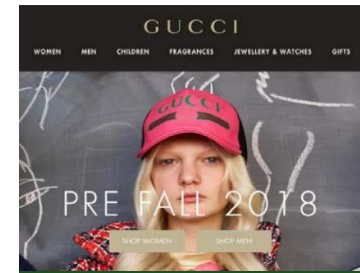 GUCCI
WOMEN MEN CHILDREN FRAGRANCES JEWELLERY & WATCHES GIFTS
GUCCI
PRE FALL 2018
SHOP WOMEN SHOP MEN